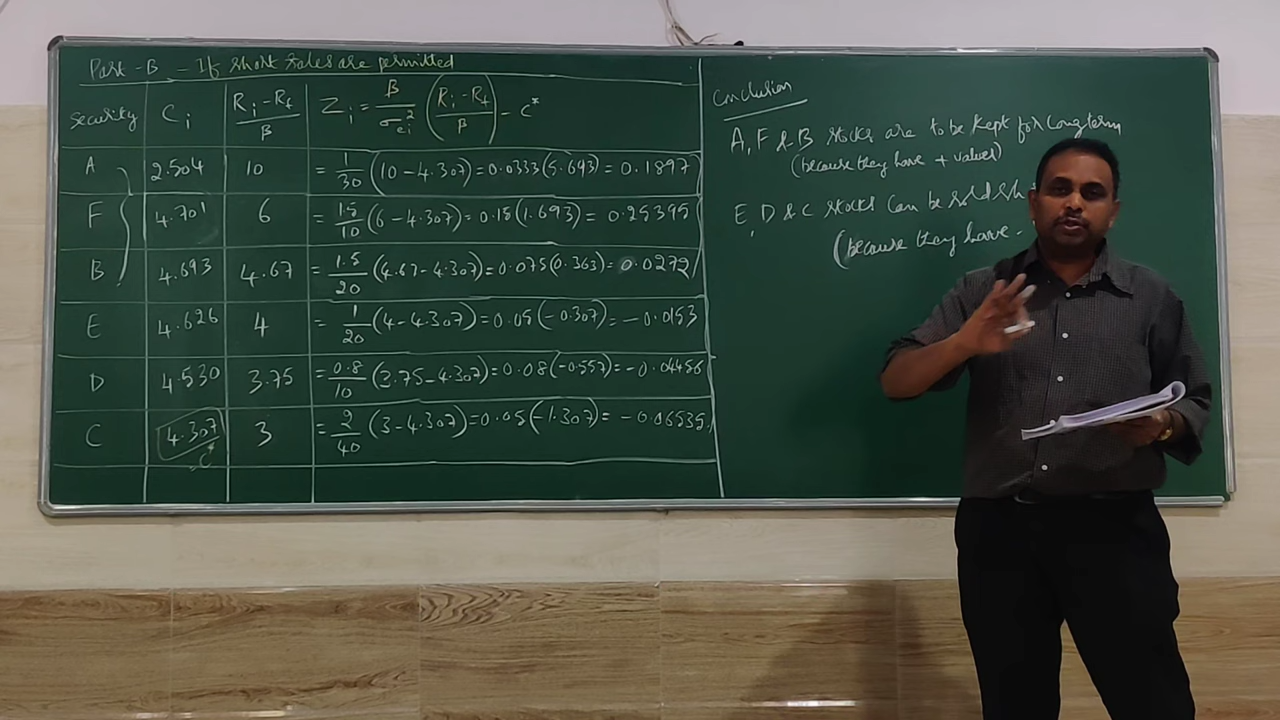 Part-B - If short sales are permitted
Security Ci Ri-Rf/β Zi = β/σei² (Ri-Rf/β) - C*
A 2.504 10 = 1/30 (10-4.307) = 0.0333(5.693) = 0.1897
F 4.701 6 = 1.5/10 (6-4.307) = 0.15(1.693) = 0.25395
B 4.693 4.67 = 1.5/20 (4.67-4.307) = 0.075(0.363) = 0.0272
E 4.626 4 = 1/20 (4-4.307) = 0.05(-0.307) = -0.0153
D 4.530 3.75 = 0.8/10 (3.75-4.307) = 0.08(-0.557) = -0.04456
C 4.307 3 = 2/40 (3-4.307) = 0.05(-1.307) = -0.06535
C*
Conclusion
A, F & B stocks are to be kept for long term
(because they have + values)
E, D & C stocks can be sold
(because they have -